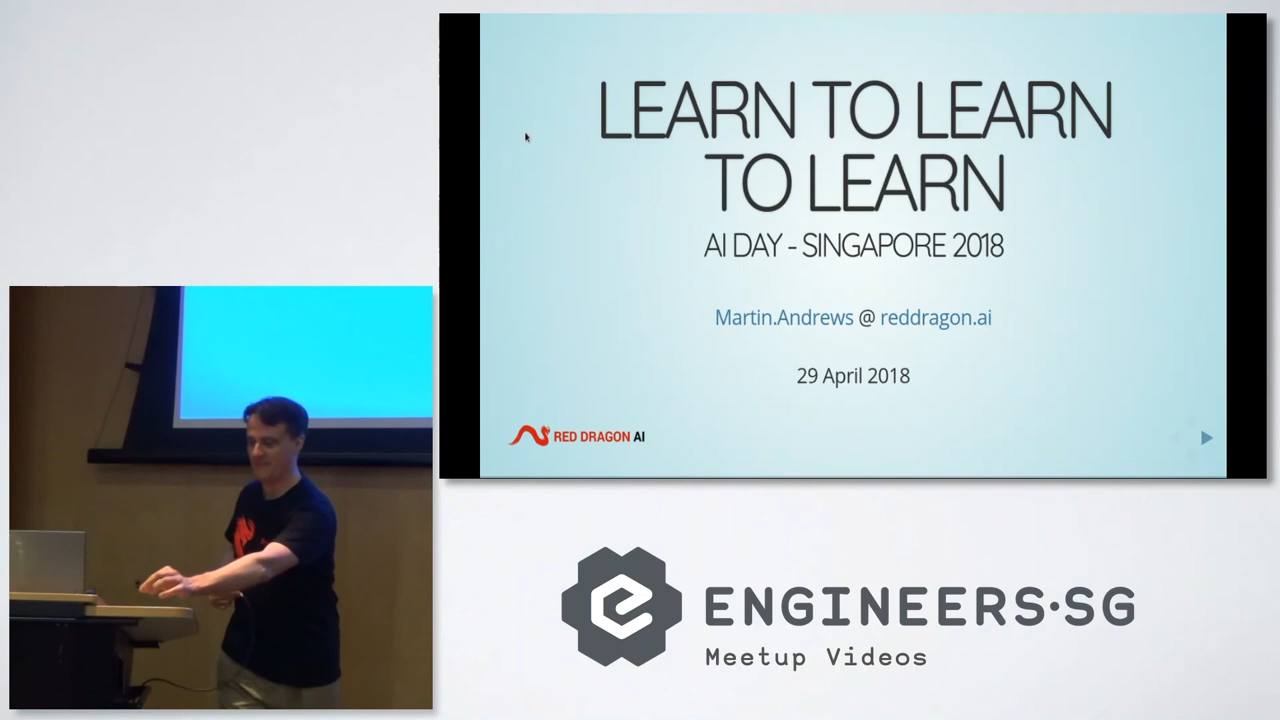 LEARN TO LEARN
TO LEARN
AI DAY - SINGAPORE 2018
Martin.Andrews @ reddragon.ai
29 April 2018
RED DRAGON AI
ENGINEERS·SG
Meetup Videos